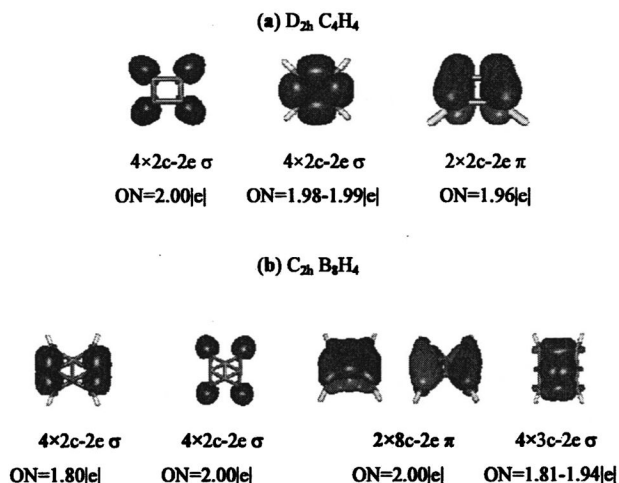 (a) D₂ₕ C₄H₄
4×2c-2e σ 4×2c-2e σ 2×2c-2e π
ON=2.00|e| ON=1.98-1.99|e| ON=1.96|e|
(b) C₂ₕ B₈H₄
4×2c-2e σ 4×2c-2e σ 2×8c-2e π 4×3c-2e σ
ON=1.80|e| ON=2.00|e| ON=2.00|e| ON=1.81-1.94|e|